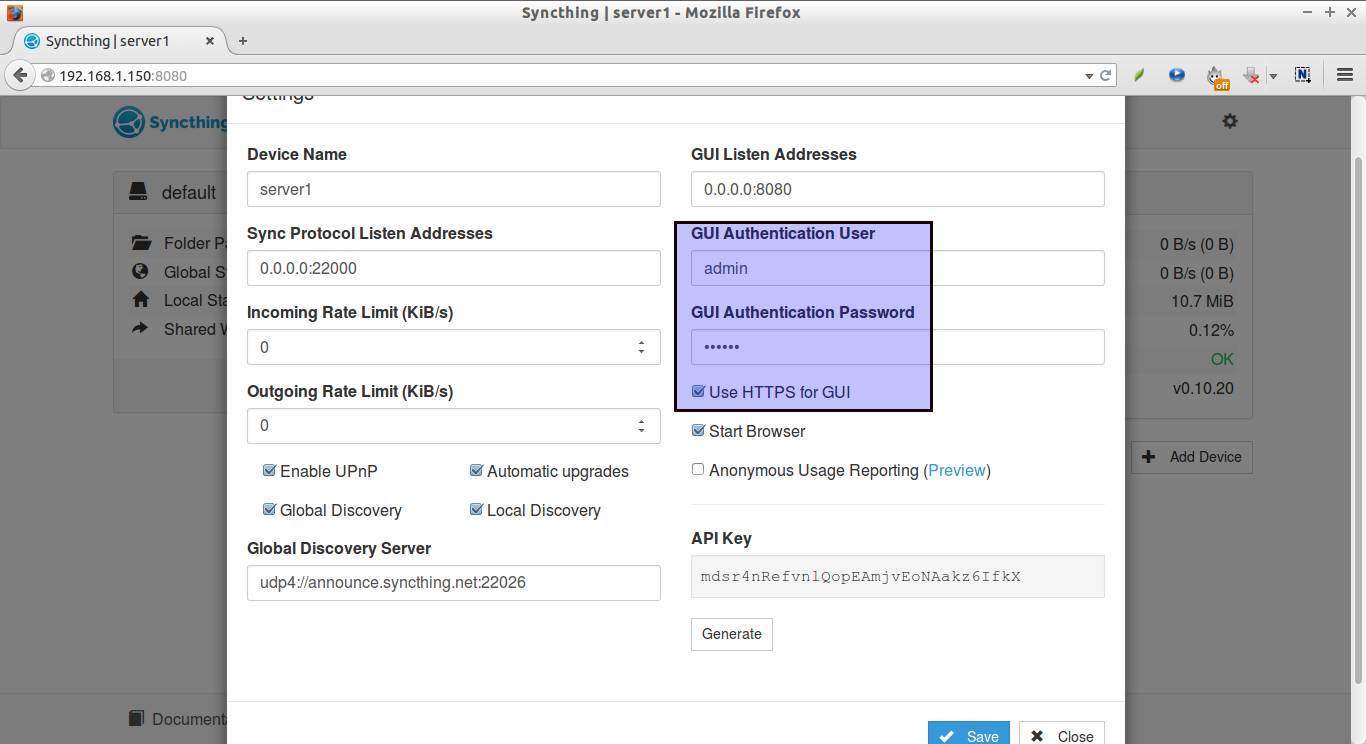 Syncthing | server1 - Mozilla Firefox
Syncthing | server1
192.168.1.150:8080
off
Settings
Syncthing
default
Folder P
Global S
Local Sta
Shared W
0 B/s (0 B)
0 B/s (0 B)
10.7 MiB
0.12%
OK
v0.10.20
Add Device
Documenta
Device Name
server1
Sync Protocol Listen Addresses
0.0.0.0:22000
Incoming Rate Limit (KiB/s)
0
Outgoing Rate Limit (KiB/s)
0
Enable UPnP
Automatic upgrades
Global Discovery
Local Discovery
Global Discovery Server
udp4://announce.syncthing.net:22026
GUI Listen Addresses
0.0.0.0:8080
GUI Authentication User
admin
GUI Authentication Password
••••••
Use HTTPS for GUI
Start Browser
Anonymous Usage Reporting (Preview)
API Key
mdsr4nRefvnlQopEAmjvEoNAakz6IfkX
Generate
Save
Close